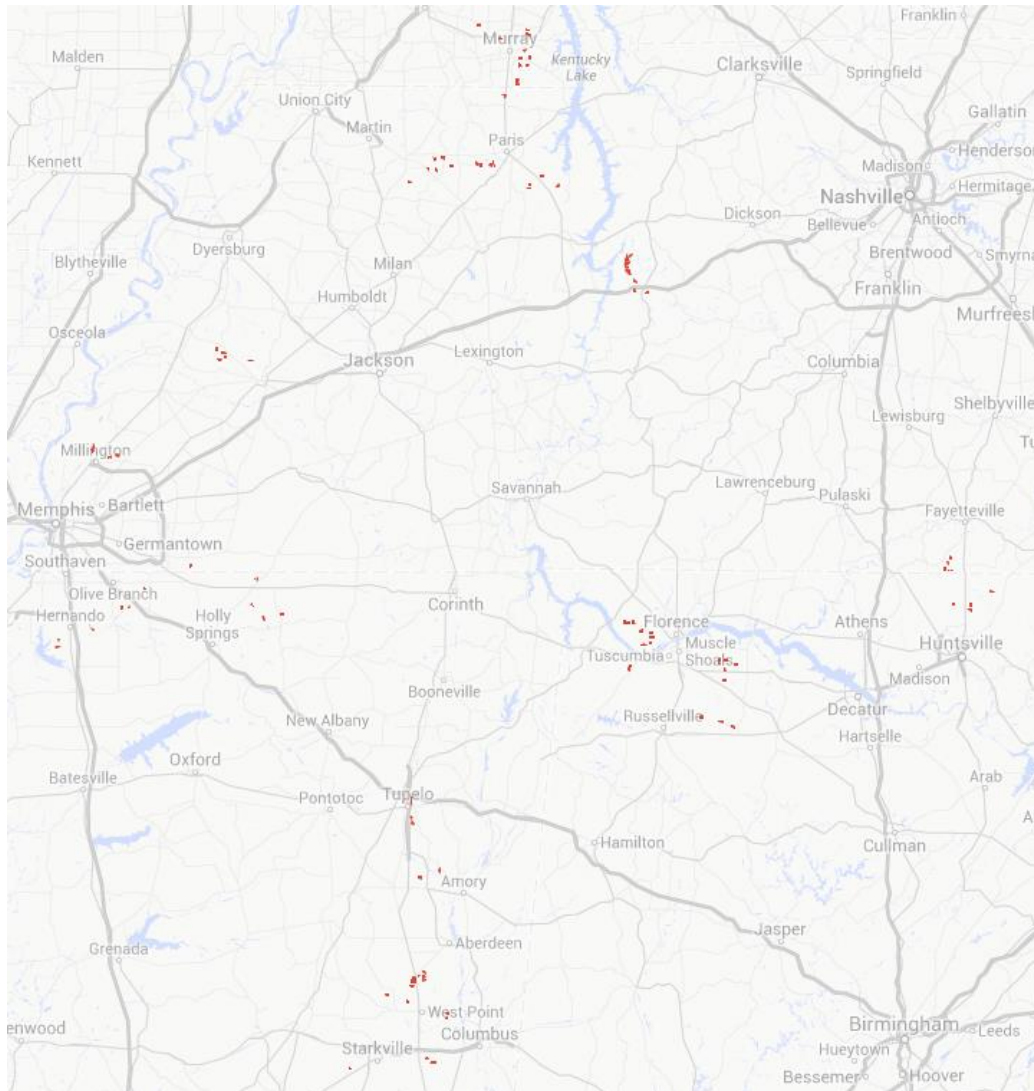 Franklin
Murray
Malden
Kentucky
Lake
Clarksville
Springfield
Union City
Gallatin
Martin
Paris
Henderson
Kennett
Madison
Nashville
Hermitage
Dickson
Bellevue
Antioch
Dyersburg
Brentwood
Smyrna
Blytheville
Milan
Franklin
Humboldt
Murfrees
Osceola
Jackson
Lexington
Columbia
Shelbyville
Lewisburg
Millington
Savannah
Lawrenceburg
Pulaski
Memphis
Bartlett
Fayetteville
Germantown
Southaven
Olive Branch
Corinth
Hernando
Holly
Springs
Florence
Athens
Tuscumbia
Muscle
Shoals
Huntsville
Madison
Booneville
Decatur
New Albany
Russellville
Hartselle
Oxford
Batesville
Arab
Pontotoc
Tupelo
Hamilton
Cullman
Amory
Jasper
Grenada
Aberdeen
West Point
Birmingham
enwood
Columbus
Leeds
Starkville
Hueytown
Bessemer
Hoover